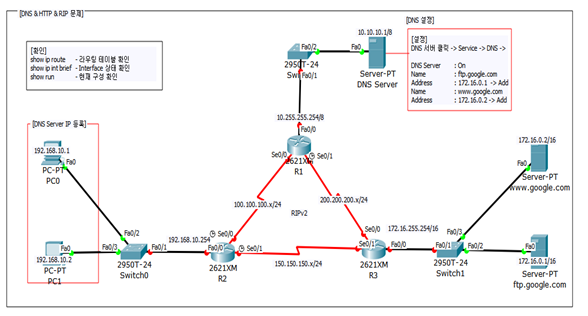 [DNS & HTTP & RIP 문제]
[확인]
show ip route - 라우팅 테이블 확인
show ip int brief - Interface 상태 확인
show run - 현재 구성 확인
[DNS 설정]
[설정]
DNS 서버 클릭 -> Service -> DNS ->
DNS : On
Name : ftp.google.com
Address : 172.16.0.1 -> Add
Name : www.google.com
Address : 172.16.0.2 -> Add
10.10.10.1/8
Fa0/2
Fa0
2950T-24
Fa0/1
Server-PT
DNS Server
10.255.255.254/8
Fa0/0
Se0/0
Se0/1
2621XM
R1
[DNS Server IP 등록]
192.168.10.1
Fa0
PC-PT
PC0
192.168.10.2
Fa0
PC-PT
PC1
Fa0/2
Fa0/3
Fa0/1
2950T-24
Switch0
192.168.10.254
Fa0/0
Se0/0
Se0/1
2621XM
R2
100.100.100.x/24
RIPv2
200.200.200.x/24
150.150.150.x/24
Se0/0
Se0/1
Fa0/0
2621XM
R3
172.16.255.254/16
Fa0/1
Fa0/3
Fa0/2
2950T-24
Switch1
172.16.0.2/16
Fa0
Server-PT
www.google.com
Fa0
172.16.0.1/16
Server-PT
ftp.google.com